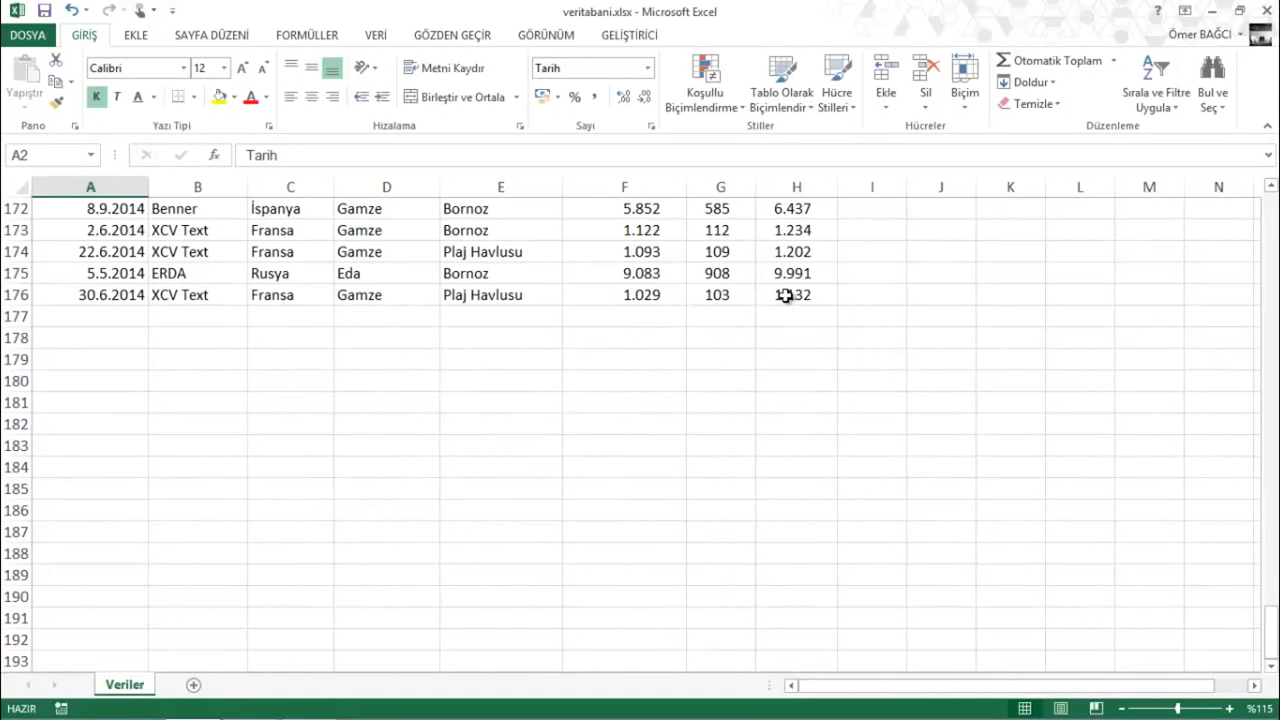 veritabani.xlsx - Microsoft Excel
?
DOSYA GİRİŞ EKLE SAYFA DÜZENİ FORMÜLLER VERİ GÖZDEN GEÇİR GÖRÜNÜM GELİŞTİRİCİ Ömer BAĞCI
Yapıştır
Pano
Calibri 12
K T A A
Yazı Tipi
Metni Kaydır
Birleştir ve Ortala
Hizalama
Tarih
%
Sayı
Koşullu Biçimlendirme
Tablo Olarak Biçimlendir
Hücre Stilleri
Stiller
Ekle Sil Biçim
Hücreler
Otomatik Toplam
Doldur
Temizle
Sırala ve Filtre Uygula
Bul ve Seç
Düzenleme
A2 fx Tarih
A B C D E F G H I J K L M N
172 8.9.2014 Benner İspanya Gamze Bornoz 5.852 585 6.437
173 2.6.2014 XCV Text Fransa Gamze Bornoz 1.122 112 1.234
174 22.6.2014 XCV Text Fransa Gamze Plaj Havlusu 1.093 109 1.202
175 5.5.2014 ERDA Rusya Eda Bornoz 9.083 908 9.991
176 30.6.2014 XCV Text Fransa Gamze Plaj Havlusu 1.029 103
177
178
179
180
181
182
183
184
185
186
187
188
189
190
191
192
193
Veriler
HAZIR %115